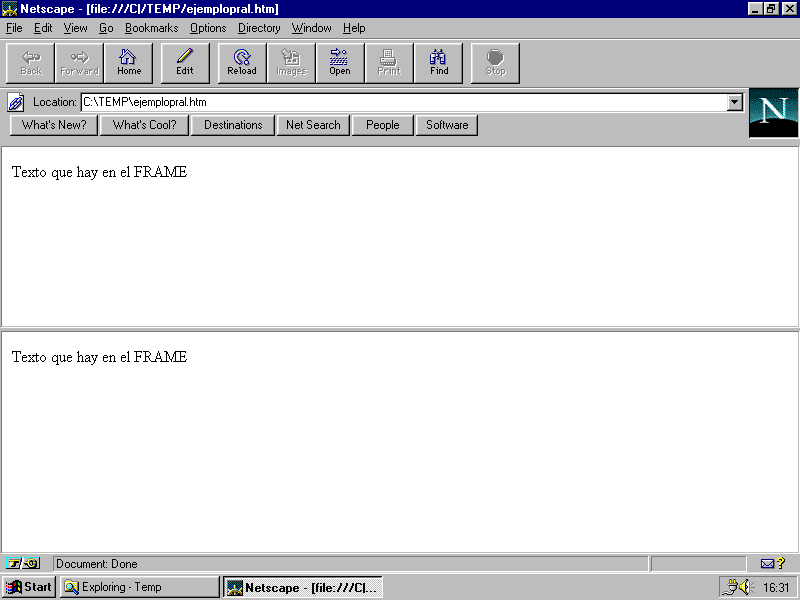 Netscape - [file:///C|/TEMP/ejemplopral.htm]
File Edit View Go Bookmarks Options Directory Window Help
Back Forward Home Edit Reload Images Open Print Find Stop
Location: C:\TEMP\ejemplopral.htm
N
What's New? What's Cool? Destinations Net Search People Software
Texto que hay en el FRAME
Texto que hay en el FRAME
Document: Done
?
Start Exploring - Temp Netscape - [file:///C|... 16:31